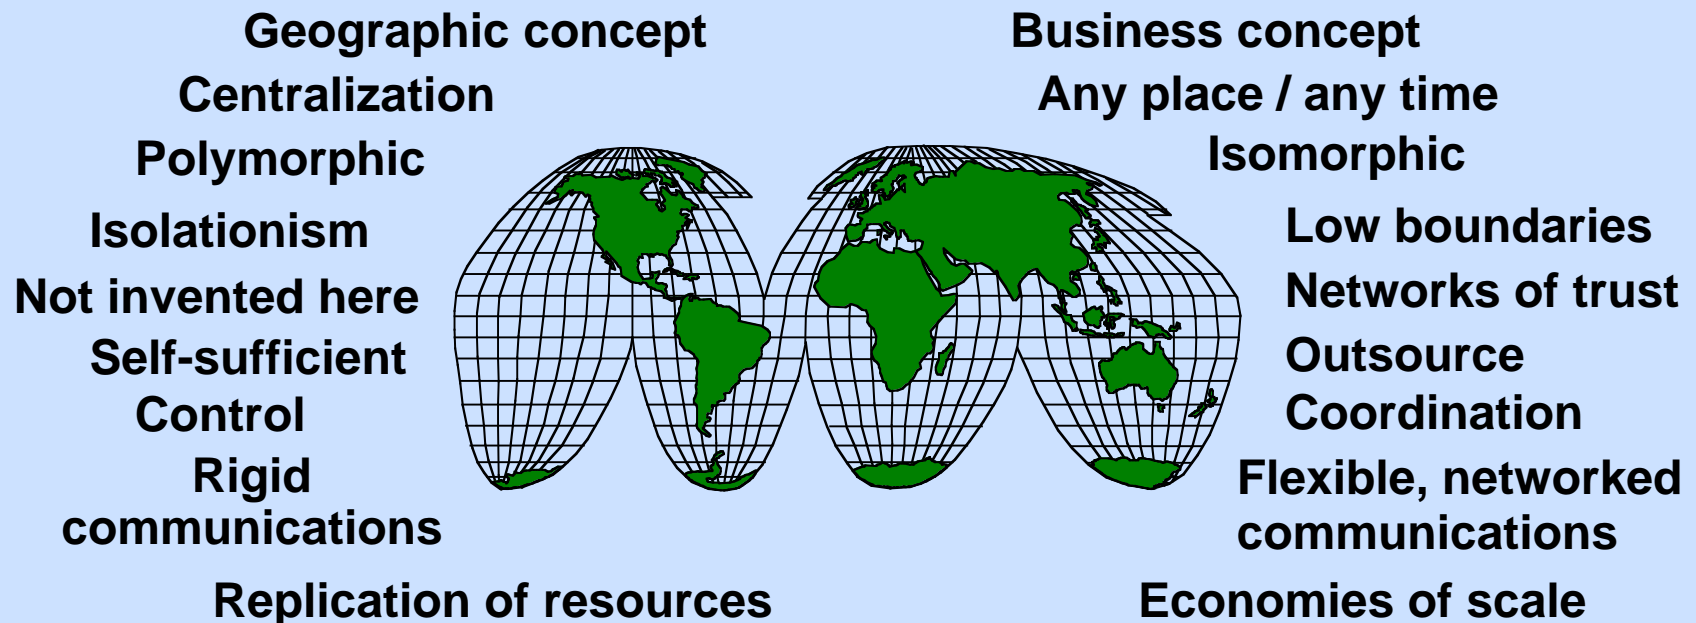 Geographic concept
Business concept
Centralization
Any place / any time
Polymorphic
Isomorphic
Isolationism
Low boundaries
Not invented here
Networks of trust
Self-sufficient
Outsource
Control
Coordination
Rigid
communications
Flexible, networked
communications
Replication of resources
Economies of scale